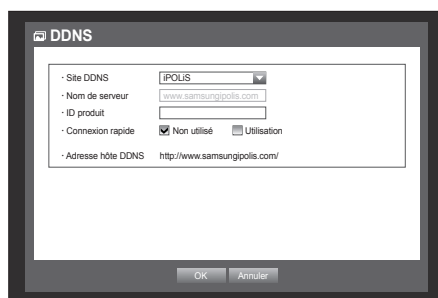 DDNS
· Site DDNS iPOLiS
· Nom de serveur www.samsungipolis.com
· ID produit
· Connexion rapide Non utilisé Utilisation
· Adresse hôte DDNS http://www.samsungipolis.com/
OK Annuler